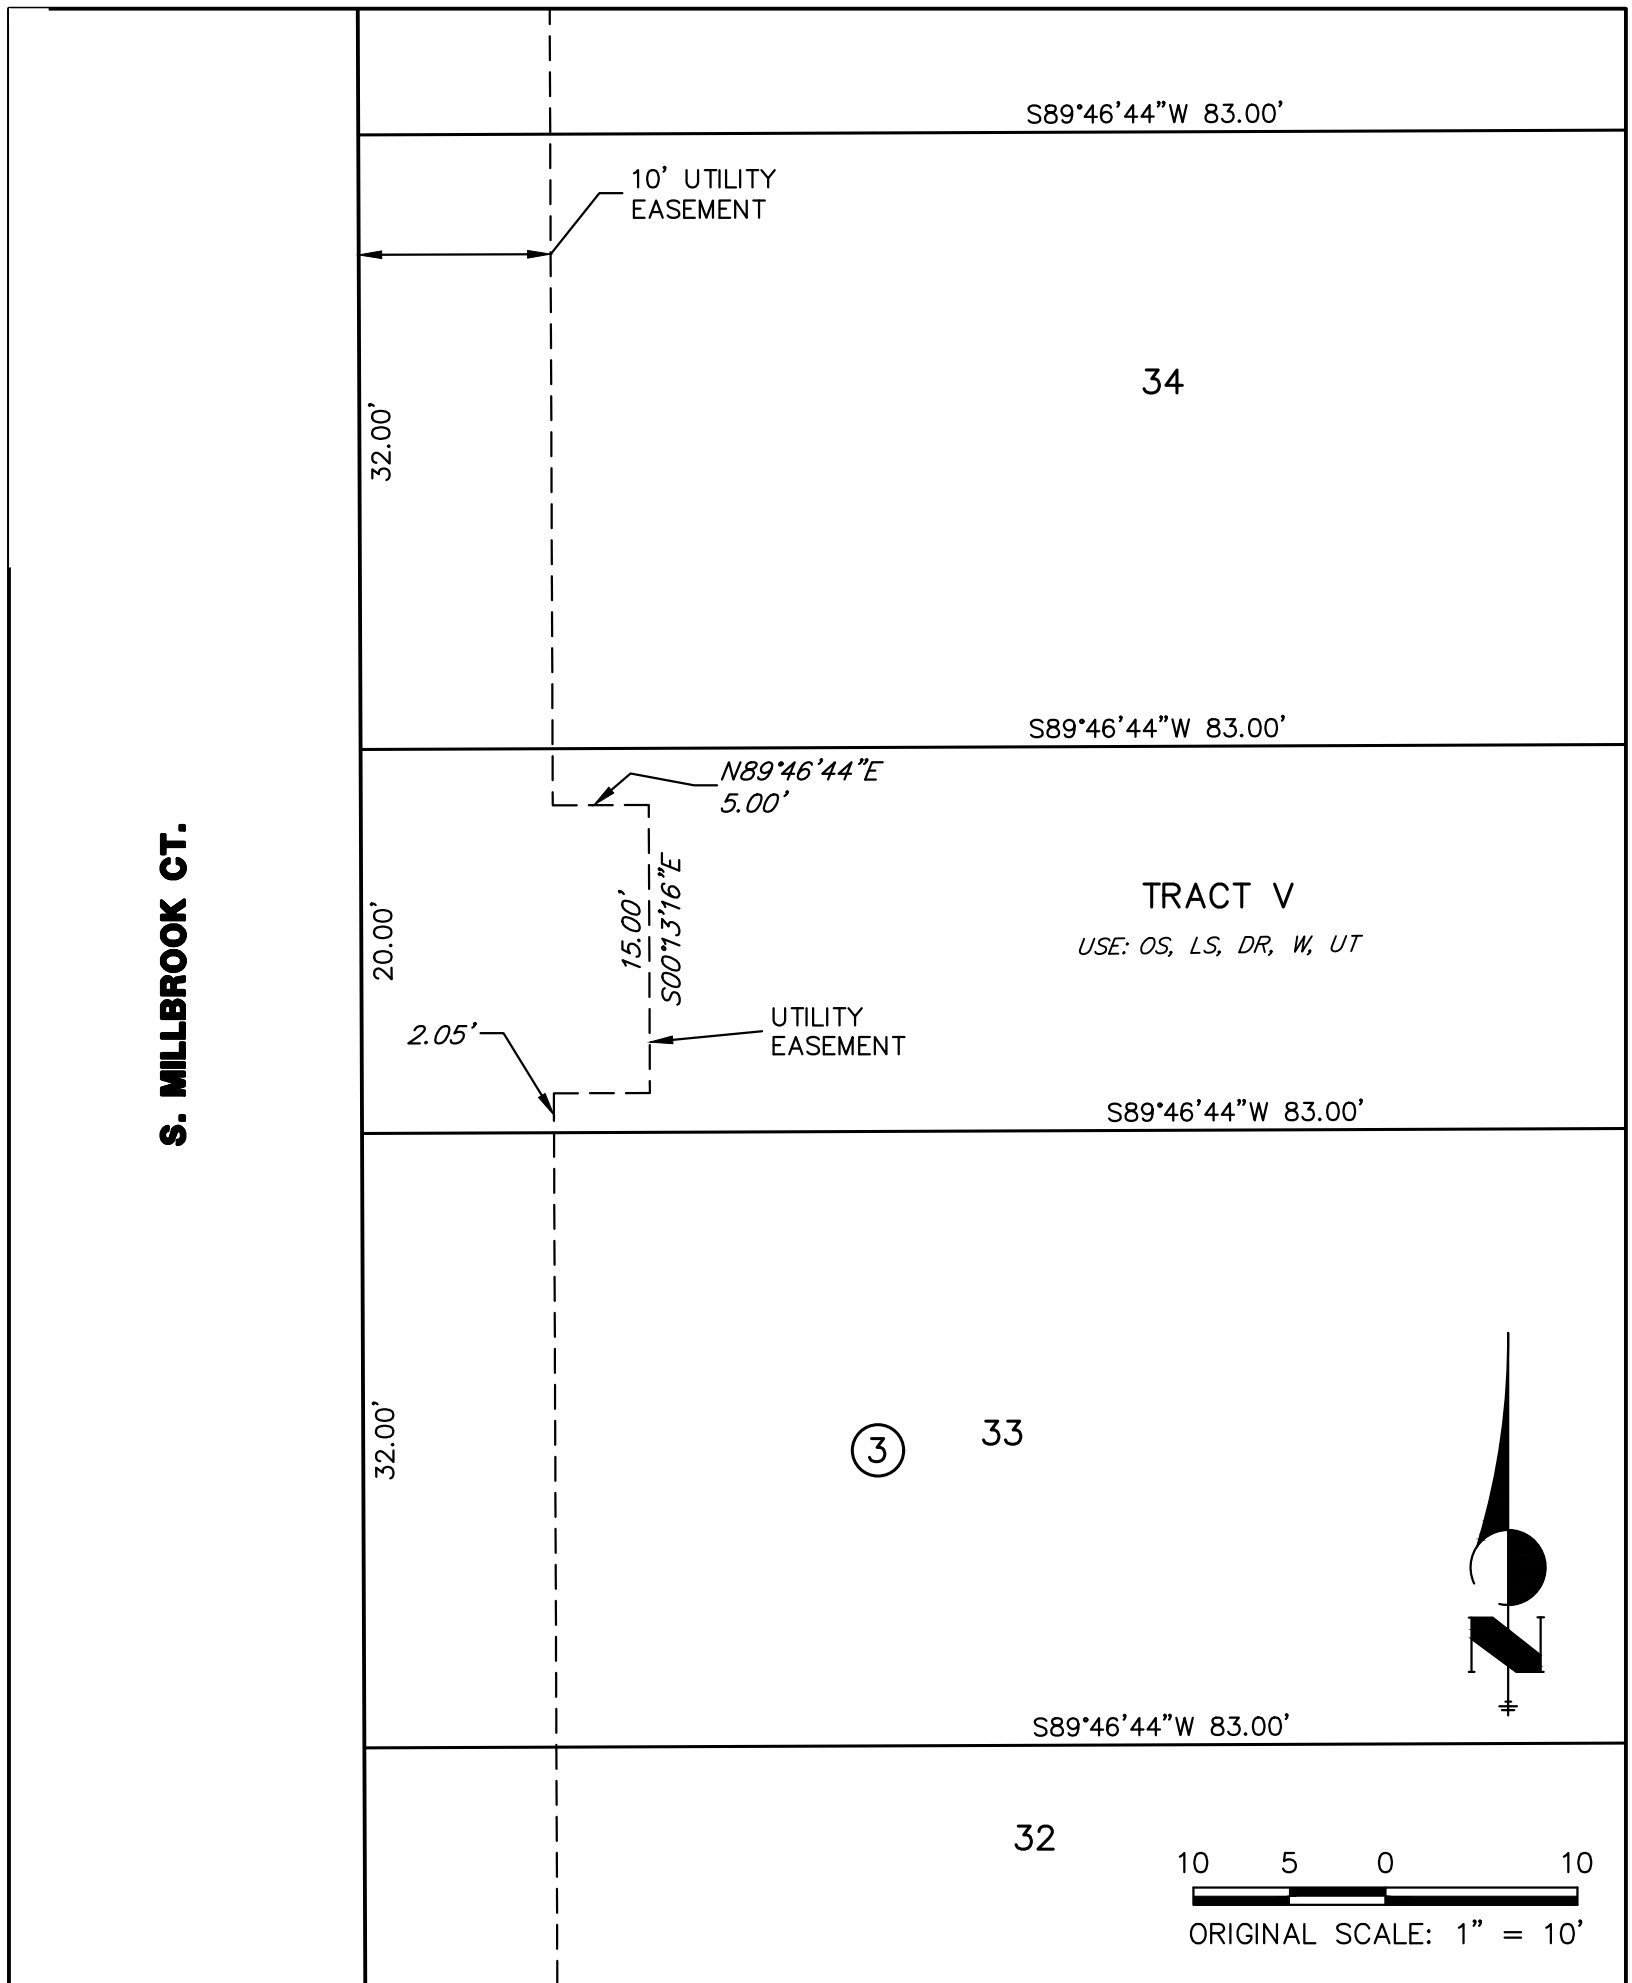 S89°46'44"W 83.00'
10' UTILITY
EASEMENT
34
32.00'
S89°46'44"W 83.00'
N89°46'44"E
5.00'
S. MILLBROOK CT.
20.00'
15.00'
S00°13'16"E
TRACT V
USE: OS, LS, DR, W, UT
2.05'
UTILITY
EASEMENT
S89°46'44"W 83.00'
32.00'
3
33
N
S89°46'44"W 83.00'
32
10 5 0 10
ORIGINAL SCALE: 1" = 10'